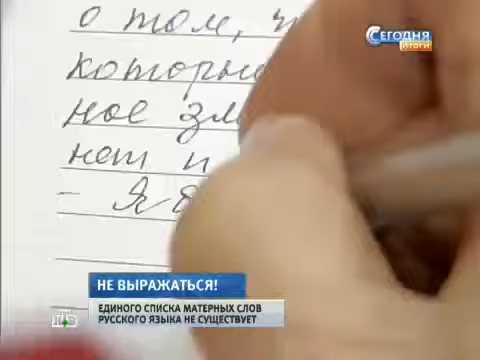 о том,
которы
ное
нет
- Я
СЕГОДНЯ
ИТОГИ
НЕ ВЫРАЖАТЬСЯ!
ЕДИНОГО СПИСКА МАТЕРНЫХ СЛОВ
РУССКОГО ЯЗЫКА НЕ СУЩЕСТВУЕТ
НТВ